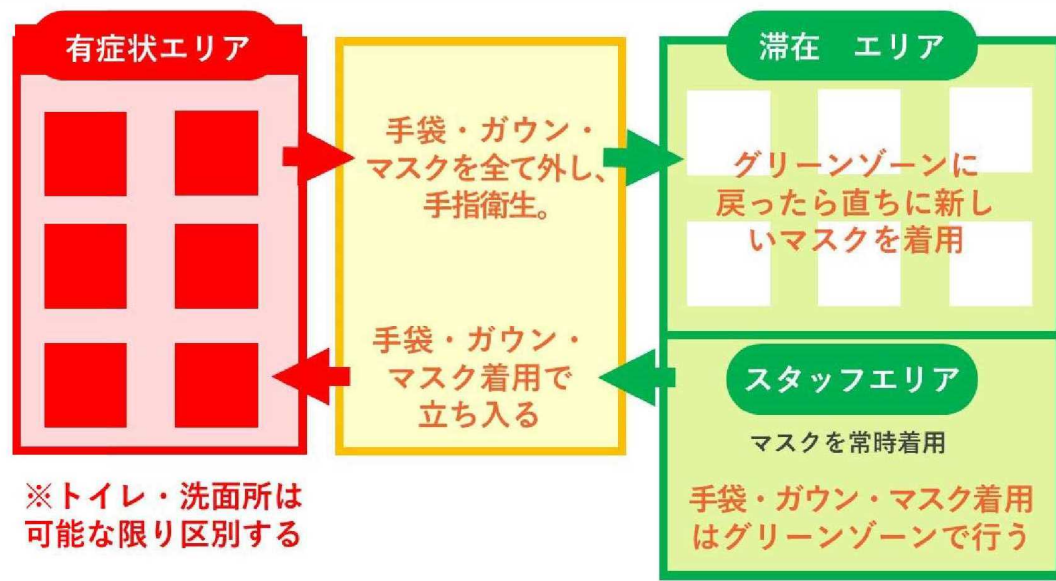 有症状エリア
手袋・ガウン・
マスクを全て外し、
手指衛生。
手袋・ガウン・
マスク着用で
立ち入る
滞在　エリア
グリーンゾーンに
戻ったら直ちに新し
いマスクを着用
スタッフエリア
マスクを常時着用
手袋・ガウン・マスク着用
はグリーンゾーンで行う
※トイレ・洗面所は
可能な限り区別する